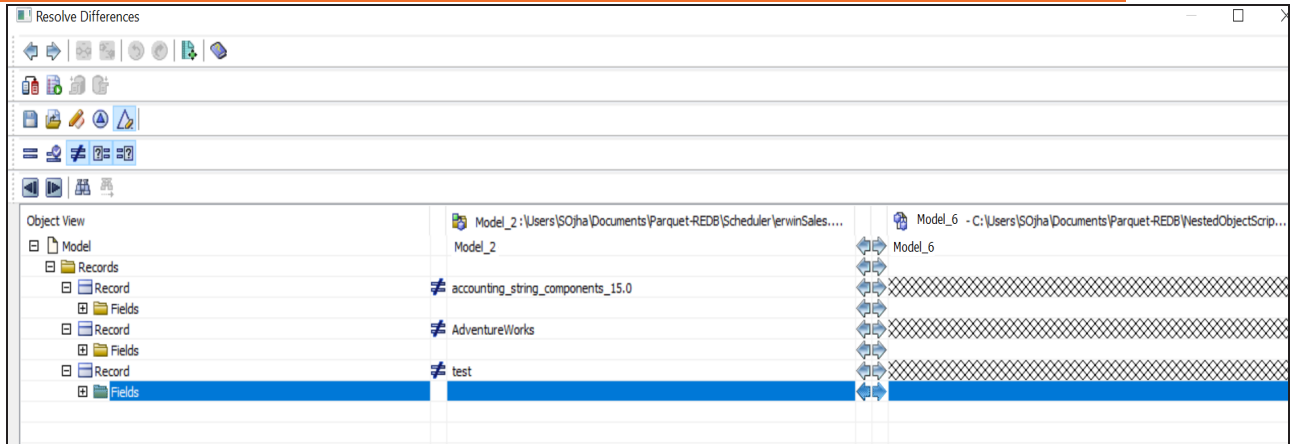 Resolve Differences
Object View Model_2 :\Users\SOjha\Documents\Parquet-REDB\Scheduler\erwinSales.... Model_6 - C:\Users\SOjha\Documents\Parquet-REDB\NestedObjectScrip...
Model Model_2 Model_6
Records
Record accounting_string_components_15.0
Fields
Record AdventureWorks
Fields
Record test
Fields